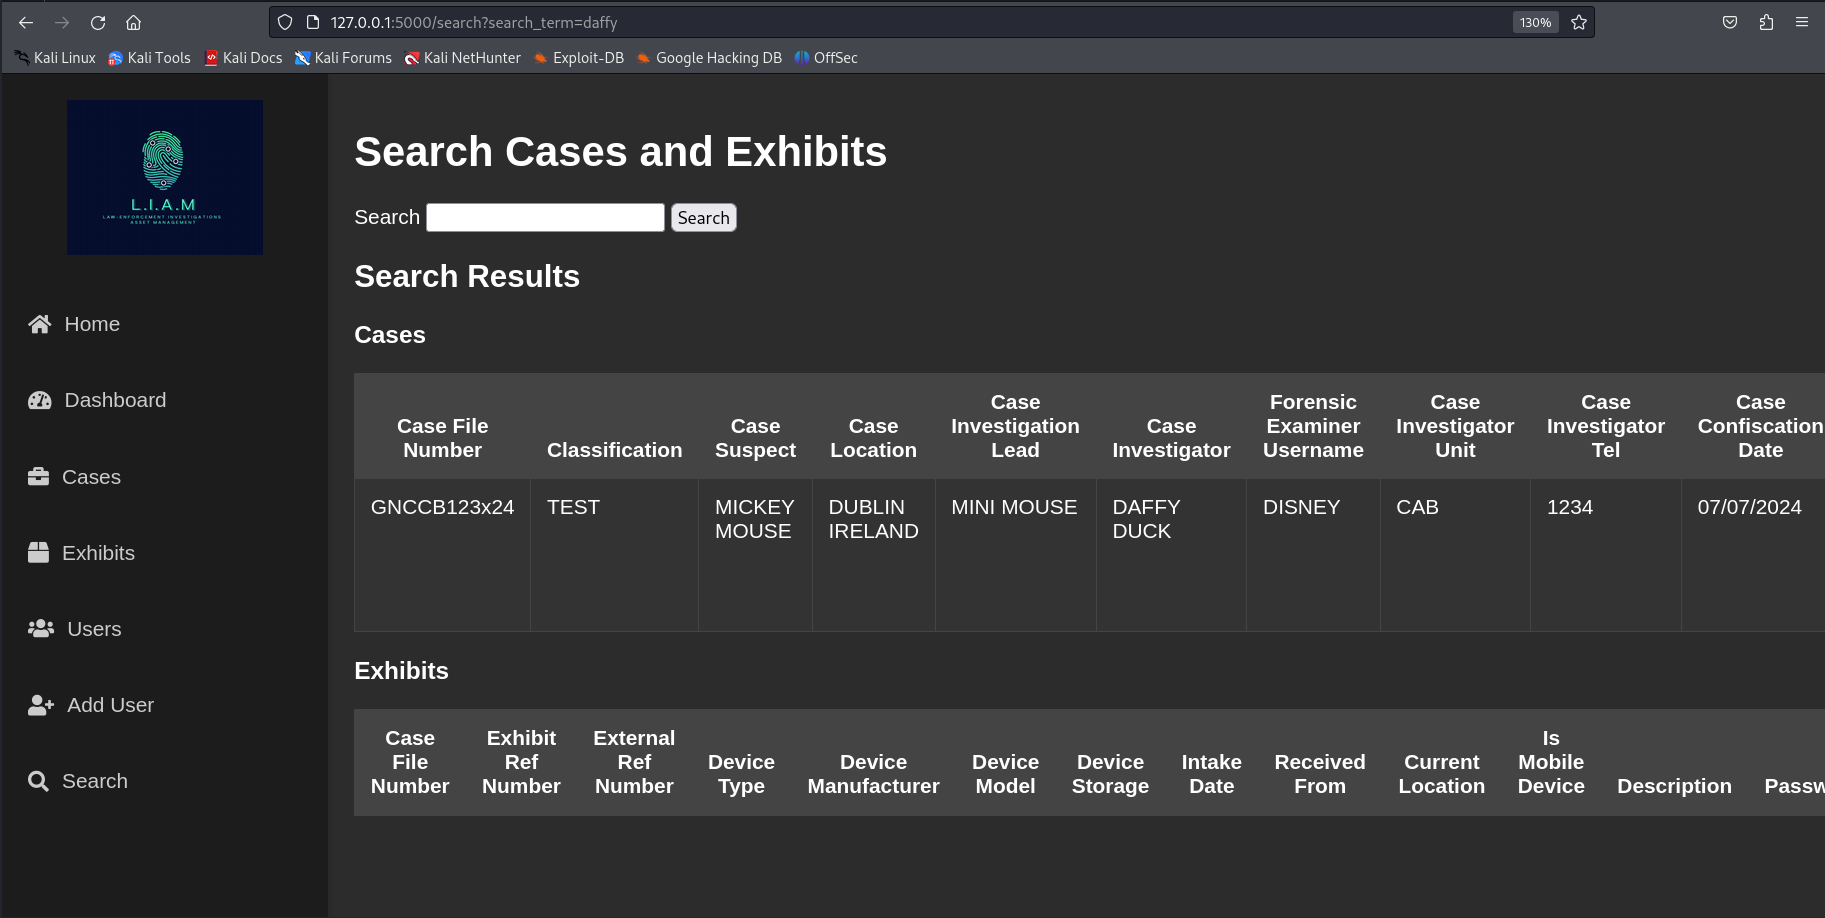 127.0.0.1:5000/search?search_term=daffy 130%
Kali Linux Kali Tools Kali Docs Kali Forums Kali NetHunter Exploit-DB Google Hacking DB OffSec
L.I.A.M
LAW-ENFORCEMENT INVESTIGATIONS
ASSET MANAGEMENT
Home
Dashboard
Cases
Exhibits
Users
Add User
Search
Search Cases and Exhibits
Search Search
Search Results
Cases
Case File Number Classification Case Suspect Case Location Case Investigation Lead Case Investigator Forensic Examiner Username Case Investigator Unit Case Investigator Tel Case Confiscation Date
GNCCB123x24 TEST MICKEY MOUSE DUBLIN IRELAND MINI MOUSE DAFFY DUCK DISNEY CAB 1234 07/07/2024
Exhibits
Case File Number Exhibit Ref Number External Ref Number Device Type Device Manufacturer Device Model Device Storage Intake Date Received From Current Location Is Mobile Device Description Passw